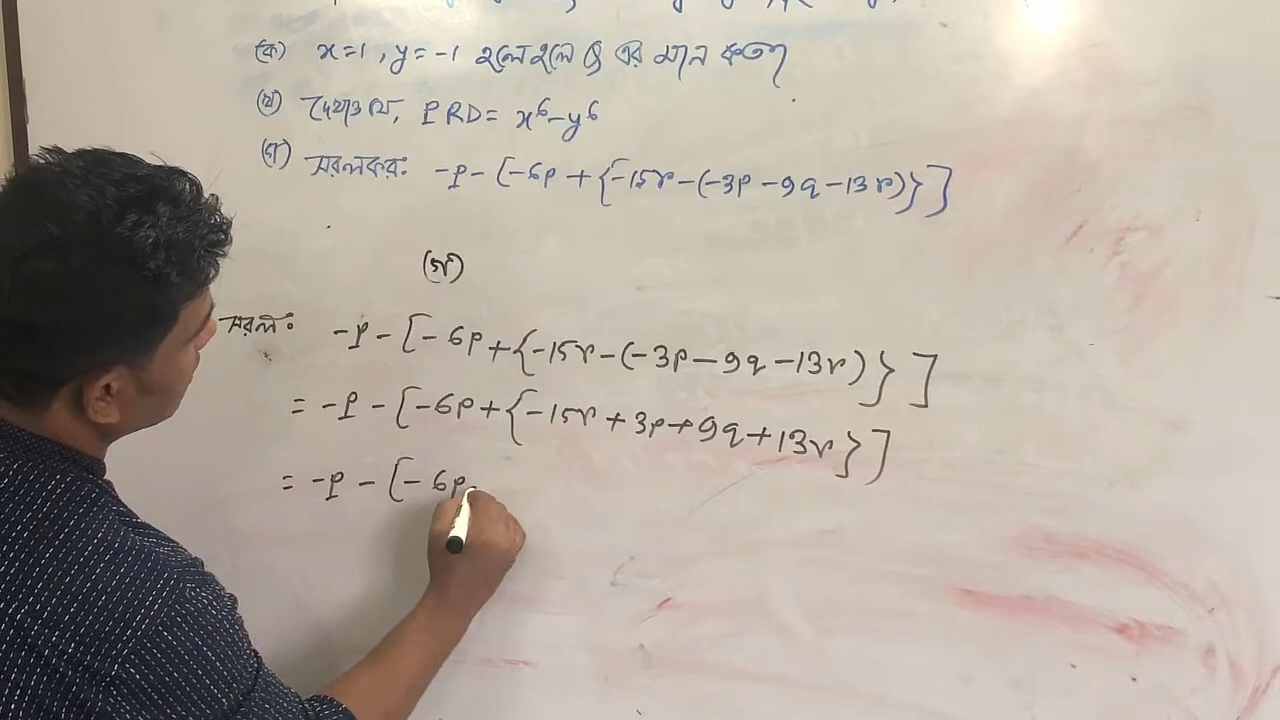 (ক) x=1, y=-1 হলে হলে Q এর মান কত?
(খ) দেখাও যে, PRD = x⁶-y⁶
(গ) সরলকর: -p-[-6p+{-15r-(-3p-9q-13r)}]
(গ)
সরল: -p-[-6p+{-15r-(-3p-9q-13r)}]
= -p-[-6p+{-15r+3p+9q+13r}]
= -p-[-6p